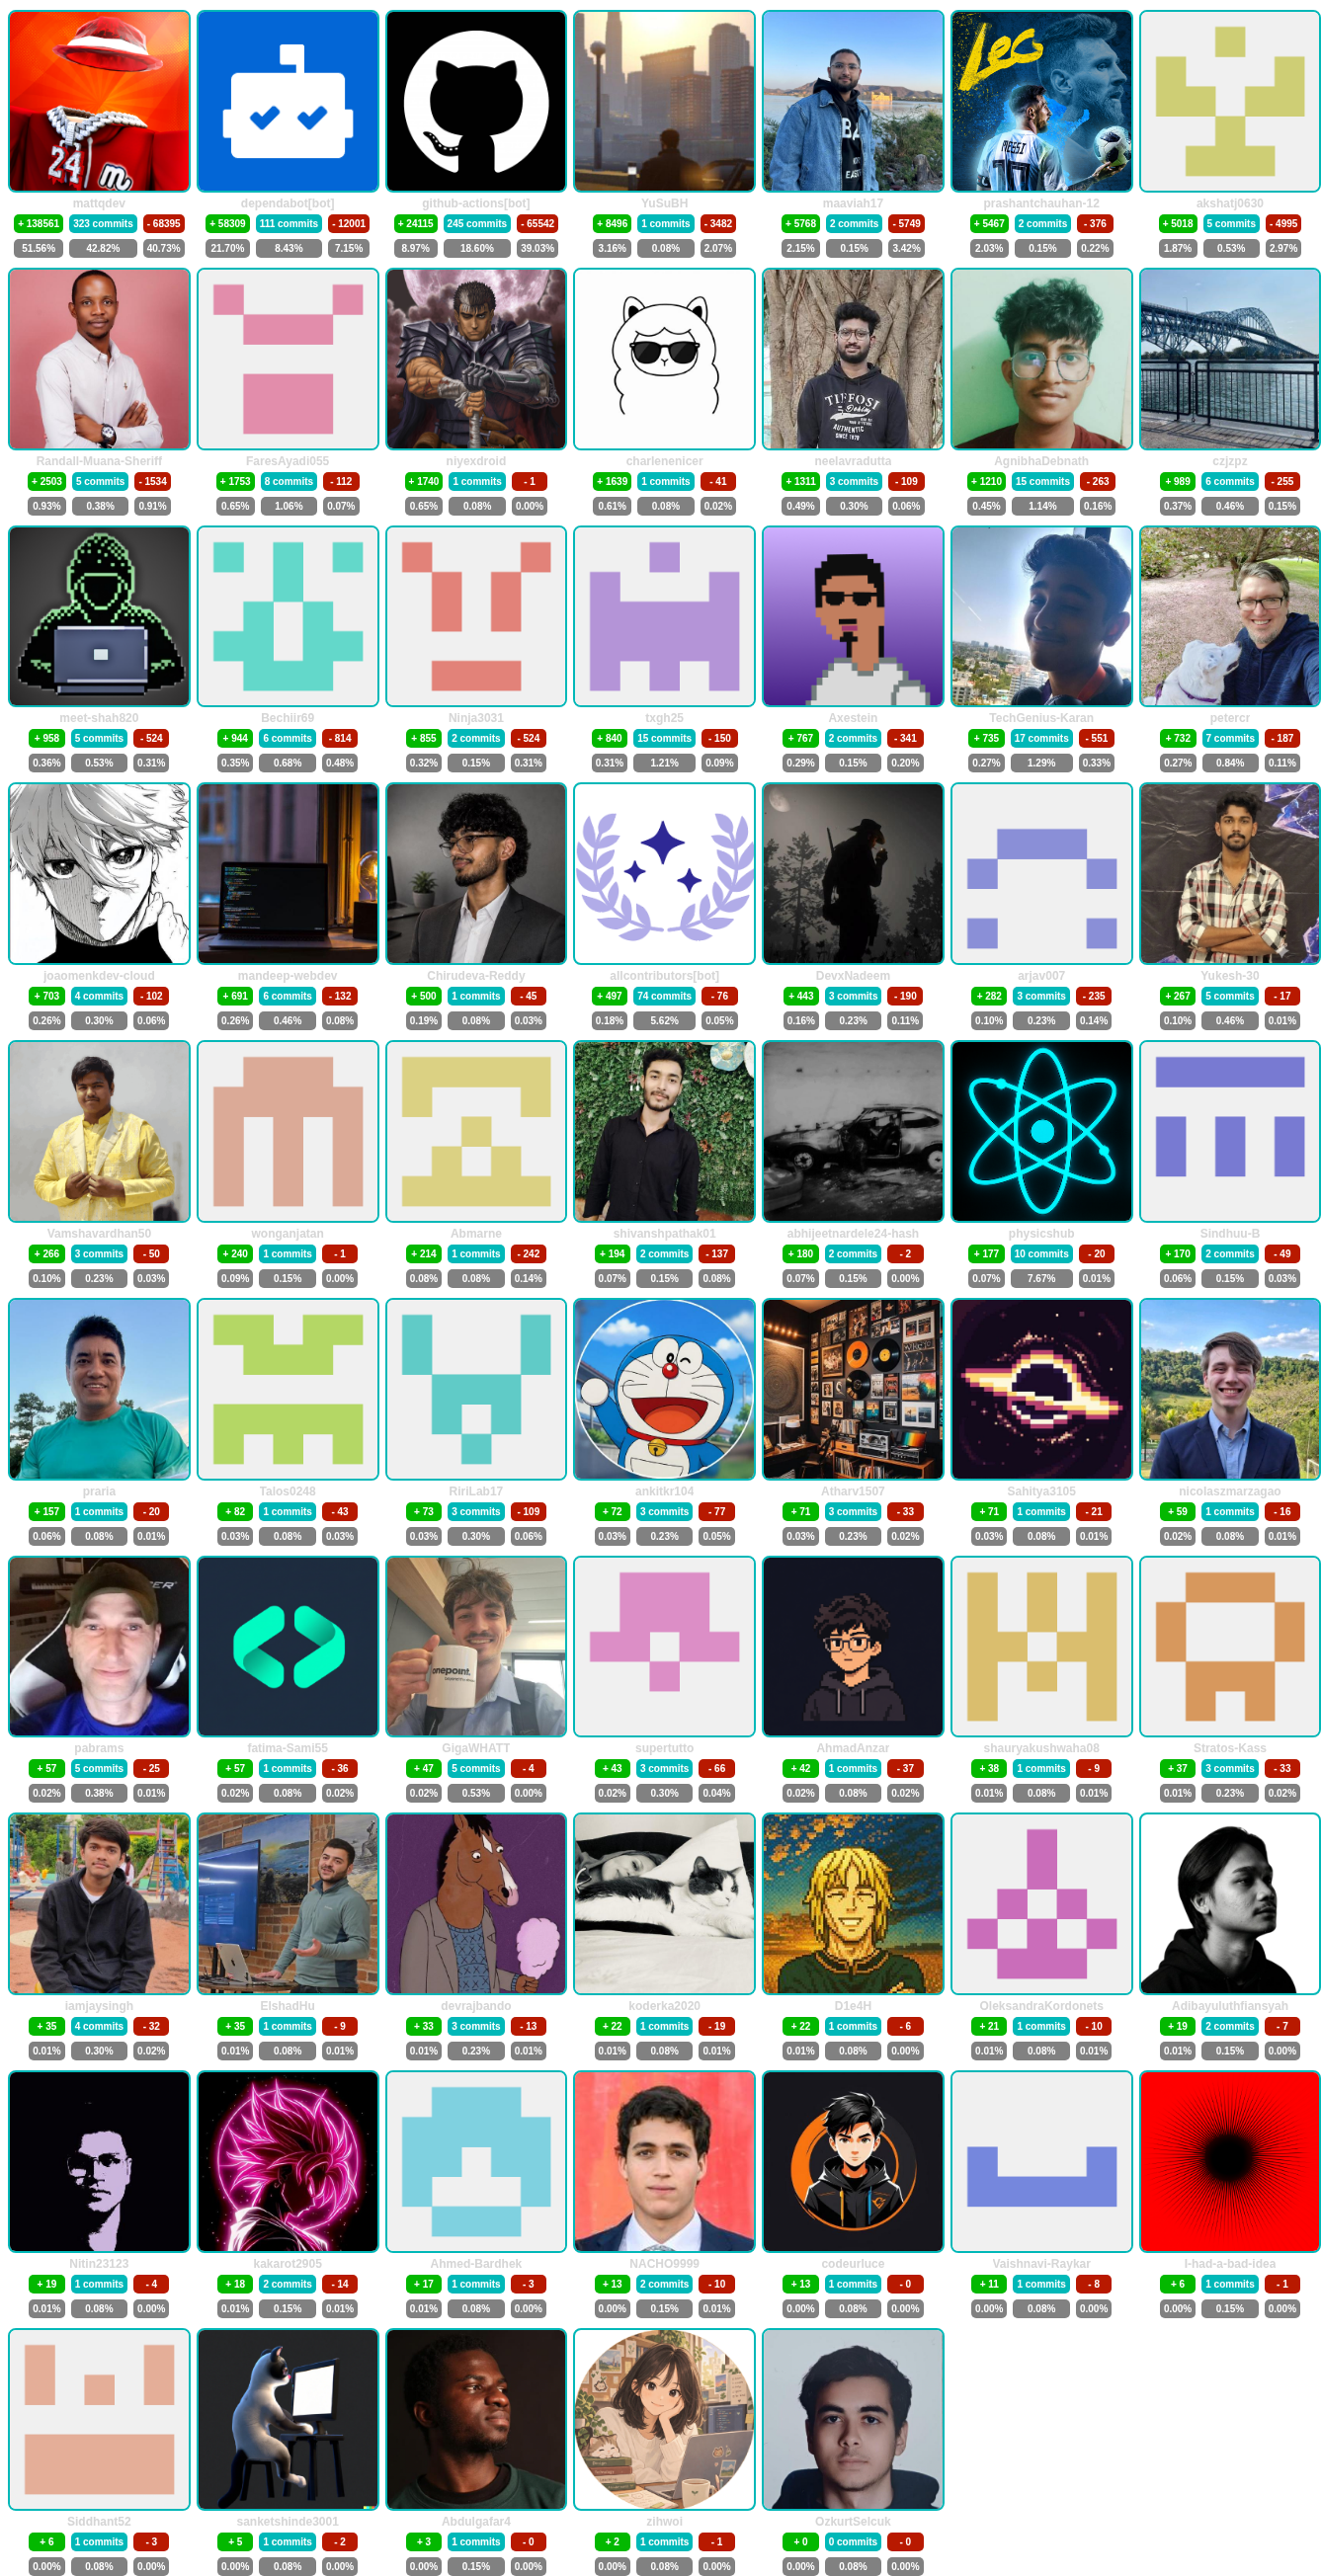 Leo
MESSI
10
24
m
mattqdev
dependabot[bot]
github-actions[bot]
YuSuBH
maaviah17
prashantchauhan-12
akshatj0630
+ 138561 323 commits - 68395
+ 58309 111 commits - 12001
+ 24115 245 commits - 65542
+ 8496 1 commits - 3482
+ 5768 2 commits - 5749
+ 5467 2 commits - 376
+ 5018 5 commits - 4995
51.56% 42.82% 40.73%
21.70% 8.43% 7.15%
8.97% 18.60% 39.03%
3.16% 0.08% 2.07%
2.15% 0.15% 3.42%
2.03% 0.15% 0.22%
1.87% 0.53% 2.97%
TIFFOSI
Denim
AUTHENTIC
SINCE 1978
Randall-Muana-Sheriff
FaresAyadi055
niyexdroid
charlenenicer
neelavradutta
AgnibhaDebnath
czjzpz
+ 2503 5 commits - 1534
+ 1753 8 commits - 112
+ 1740 1 commits - 1
+ 1639 1 commits - 41
+ 1311 3 commits - 109
+ 1210 15 commits - 263
+ 989 6 commits - 255
0.93% 0.38% 0.91%
0.65% 1.06% 0.07%
0.65% 0.08% 0.00%
0.61% 0.08% 0.02%
0.49% 0.30% 0.06%
0.45% 1.14% 0.16%
0.37% 0.46% 0.15%
meet-shah820
Bechiir69
Ninja3031
txgh25
Axestein
TechGenius-Karan
petercr
+ 958 5 commits - 524
+ 944 6 commits - 814
+ 855 2 commits - 524
+ 840 15 commits - 150
+ 767 2 commits - 341
+ 735 17 commits - 551
+ 732 7 commits - 187
0.36% 0.53% 0.31%
0.35% 0.68% 0.48%
0.32% 0.15% 0.31%
0.31% 1.21% 0.09%
0.29% 0.15% 0.20%
0.27% 1.29% 0.33%
0.27% 0.84% 0.11%
joaomenkdev-cloud
mandeep-webdev
Chirudeva-Reddy
allcontributors[bot]
DevxNadeem
arjav007
Yukesh-30
+ 703 4 commits - 102
+ 691 6 commits - 132
+ 500 1 commits - 45
+ 497 74 commits - 76
+ 443 3 commits - 190
+ 282 3 commits - 235
+ 267 5 commits - 17
0.26% 0.30% 0.06%
0.26% 0.46% 0.08%
0.19% 0.08% 0.03%
0.18% 5.62% 0.05%
0.16% 0.23% 0.11%
0.10% 0.23% 0.14%
0.10% 0.46% 0.01%
Vamshavardhan50
wonganjatan
Abmarne
shivanshpathak01
abhijeetnardele24-hash
physicshub
Sindhuu-B
+ 266 3 commits - 50
+ 240 1 commits - 1
+ 214 1 commits - 242
+ 194 2 commits - 137
+ 180 2 commits - 2
+ 177 10 commits - 20
+ 170 2 commits - 49
0.10% 0.23% 0.03%
0.09% 0.15% 0.00%
0.08% 0.08% 0.14%
0.07% 0.15% 0.08%
0.07% 0.15% 0.00%
0.07% 7.67% 0.01%
0.06% 0.15% 0.03%
praria
Talos0248
RiriLab17
ankitkr104
Atharv1507
Sahitya3105
nicolaszmarzagao
+ 157 1 commits - 20
+ 82 1 commits - 43
+ 73 3 commits - 109
+ 72 3 commits - 77
+ 71 3 commits - 33
+ 71 1 commits - 21
+ 59 1 commits - 16
0.06% 0.08% 0.01%
0.03% 0.08% 0.03%
0.03% 0.30% 0.06%
0.03% 0.23% 0.05%
0.03% 0.23% 0.02%
0.03% 0.08% 0.01%
0.02% 0.08% 0.01%
onepoint.
pabrams
fatima-Sami55
GigaWHATT
supertutto
AhmadAnzar
shauryakushwaha08
Stratos-Kass
+ 57 5 commits - 25
+ 57 1 commits - 36
+ 47 5 commits - 4
+ 43 3 commits - 66
+ 42 1 commits - 37
+ 38 1 commits - 9
+ 37 3 commits - 33
0.02% 0.38% 0.01%
0.02% 0.08% 0.02%
0.02% 0.53% 0.00%
0.02% 0.30% 0.04%
0.02% 0.08% 0.02%
0.01% 0.08% 0.01%
0.01% 0.23% 0.02%
iamjaysingh
ElshadHu
devrajbando
koderka2020
D1e4H
OleksandraKordonets
Adibayuluthfiansyah
+ 35 4 commits - 32
+ 35 1 commits - 9
+ 33 3 commits - 13
+ 22 1 commits - 19
+ 22 1 commits - 6
+ 21 1 commits - 10
+ 19 2 commits - 7
0.01% 0.30% 0.02%
0.01% 0.08% 0.01%
0.01% 0.23% 0.01%
0.01% 0.08% 0.01%
0.01% 0.08% 0.00%
0.01% 0.08% 0.01%
0.01% 0.15% 0.00%
Nitin23123
kakarot2905
Ahmed-Bardhek
NACHO9999
codeurluce
Vaishnavi-Raykar
I-had-a-bad-idea
+ 19 1 commits - 4
+ 18 2 commits - 14
+ 17 1 commits - 3
+ 13 2 commits - 10
+ 13 1 commits - 0
+ 11 1 commits - 8
+ 6 1 commits - 1
0.01% 0.08% 0.00%
0.01% 0.15% 0.01%
0.01% 0.08% 0.00%
0.00% 0.15% 0.01%
0.00% 0.08% 0.00%
0.00% 0.08% 0.00%
0.00% 0.15% 0.00%
Siddhant52
sanketshinde3001
Abdulgafar4
zihwoi
OzkurtSelcuk
+ 6 1 commits - 3
+ 5 1 commits - 2
+ 3 1 commits - 0
+ 2 1 commits - 1
+ 0 0 commits - 0
0.00% 0.08% 0.00%
0.00% 0.08% 0.00%
0.00% 0.15% 0.00%
0.00% 0.08% 0.00%
0.00% 0.08% 0.00%